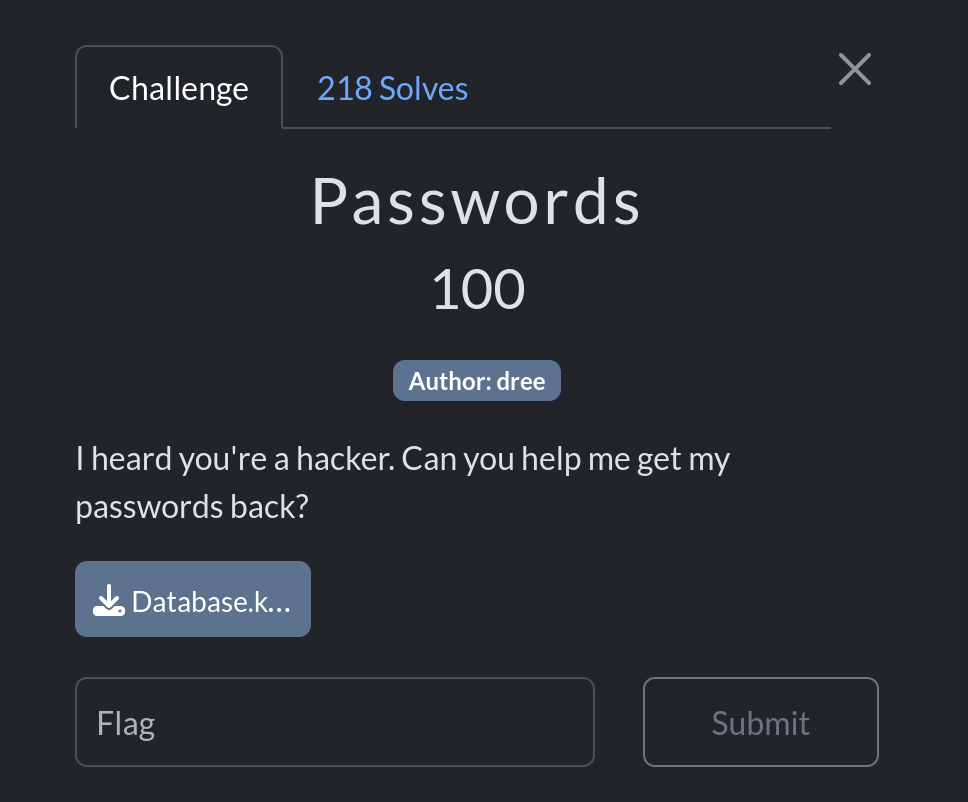 Challenge
218 Solves
Passwords
100
Author: dree
I heard you're a hacker. Can you help me get my
passwords back?
Database.k...
Flag
Submit